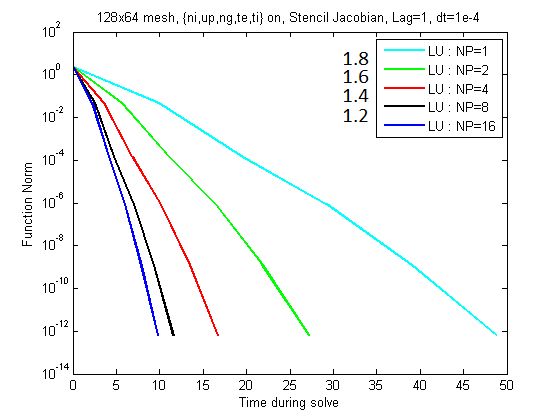 128x64 mesh, {ni,up,ng,te,ti} on, Stencil Jacobian, Lag=1, dt=1e-4
10^2
10^0
10^-2
10^-4
10^-6
10^-8
10^-10
10^-12
10^-14
Function Norm
1.8
1.6
1.4
1.2
LU : NP=1
LU : NP=2
LU : NP=4
LU : NP=8
LU : NP=16
0 5 10 15 20 25 30 35 40 45 50
Time during solve